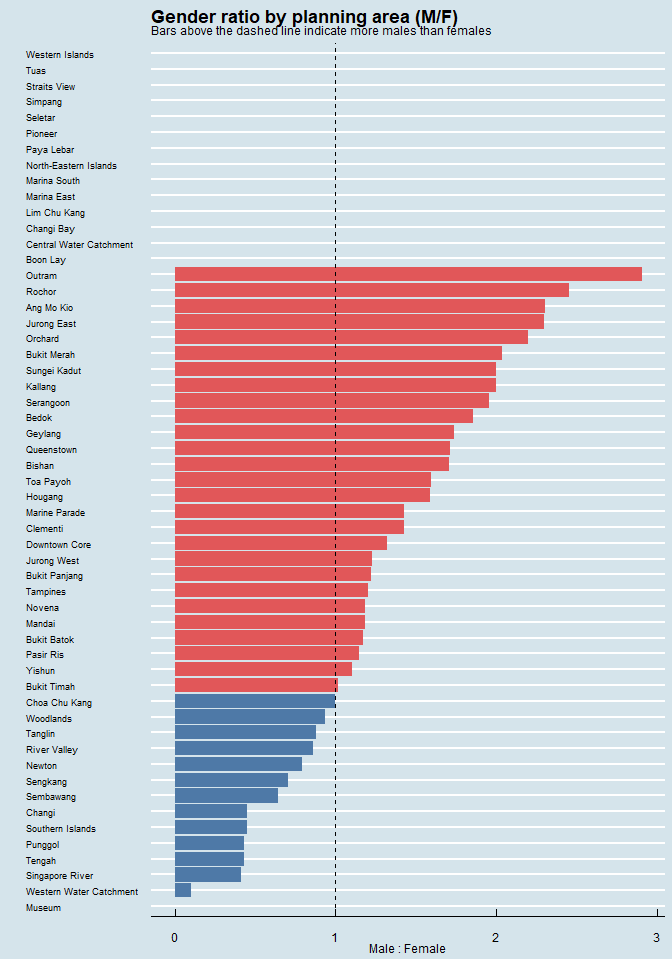 Gender ratio by planning area (M/F)
Bars above the dashed line indicate more males than females
Western Islands
Tuas
Straits View
Simpang
Seletar
Pioneer
Paya Lebar
North-Eastern Islands
Marina South
Marina East
Lim Chu Kang
Changi Bay
Central Water Catchment
Boon Lay
Outram
Rochor
Ang Mo Kio
Jurong East
Orchard
Bukit Merah
Sungei Kadut
Kallang
Serangoon
Bedok
Geylang
Queenstown
Bishan
Toa Payoh
Hougang
Marine Parade
Clementi
Downtown Core
Jurong West
Bukit Panjang
Tampines
Novena
Mandai
Bukit Batok
Pasir Ris
Yishun
Bukit Timah
Choa Chu Kang
Woodlands
Tanglin
River Valley
Newton
Sengkang
Sembawang
Changi
Southern Islands
Punggol
Tengah
Singapore River
Western Water Catchment
Museum
0 1 2 3
Male : Female